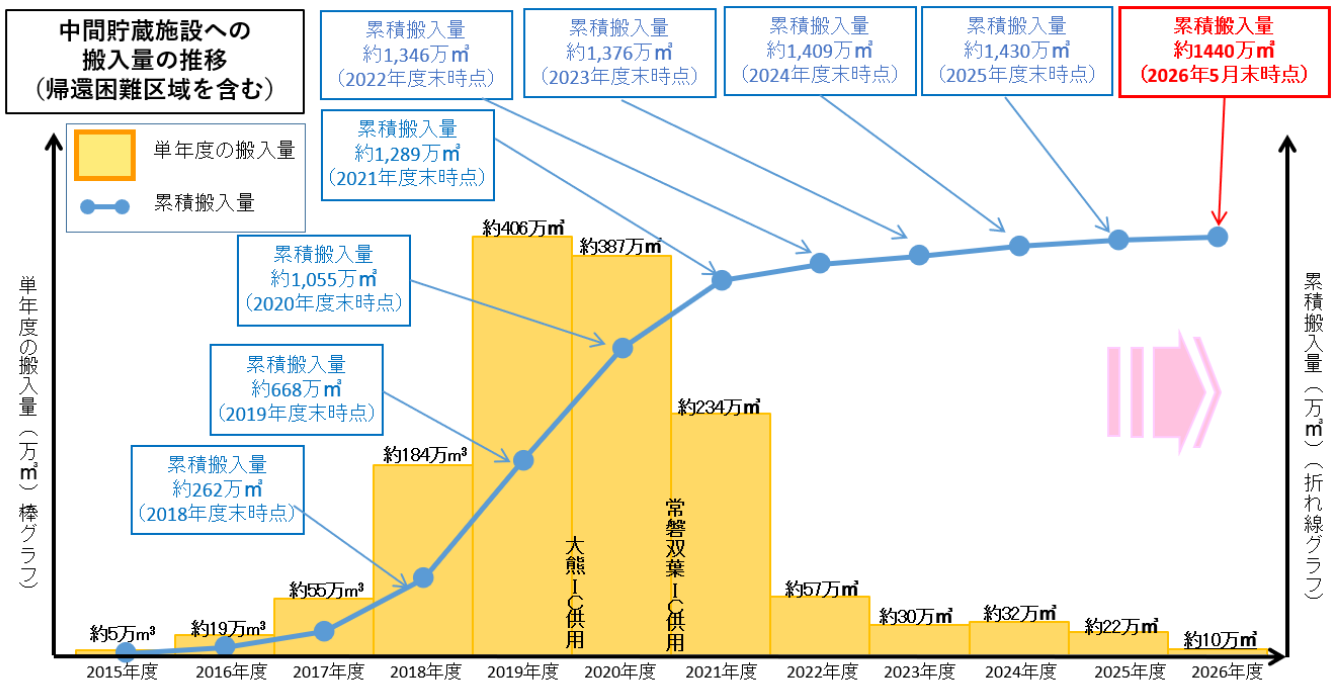 中間貯蔵施設への
搬入量の推移
（帰還困難区域を含む）
単年度の搬入量
累積搬入量
累積搬入量
約1,346万㎥
（2022年度末時点）
累積搬入量
約1,376万㎥
（2023年度末時点）
累積搬入量
約1,409万㎥
（2024年度末時点）
累積搬入量
約1,430万㎥
（2025年度末時点）
累積搬入量
約1440万㎥
（2026年5月末時点）
累積搬入量
約1,289万㎥
（2021年度末時点）
累積搬入量
約1,055万㎥
（2020年度末時点）
累積搬入量
約668万㎥
（2019年度末時点）
累積搬入量
約262万㎥
（2018年度末時点）
単年度の搬入量（万㎥）棒グラフ）
累積搬入量（万㎥）（折れ線グラフ）
約5万m³
約19万m³
約55万m³
約184万m³
約406万㎥
約387万㎥
約234万㎥
約57万㎥
約30万㎥
約32万㎥
約22万㎥
約10万㎥
大熊IC供用
常磐双葉IC供用
2015年度
2016年度
2017年度
2018年度
2019年度
2020年度
2021年度
2022年度
2023年度
2024年度
2025年度
2026年度